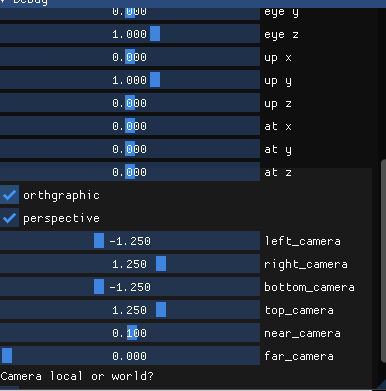 Debug
0.000 eye y
1.000 eye z
0.000 up x
1.000 up y
0.000 up z
0.000 at x
0.000 at y
0.000 at z
orthgraphic
perspective
-1.250 left_camera
1.250 right_camera
-1.250 bottom_camera
1.250 top_camera
0.100 near_camera
0.000 far_camera
Camera local or world?